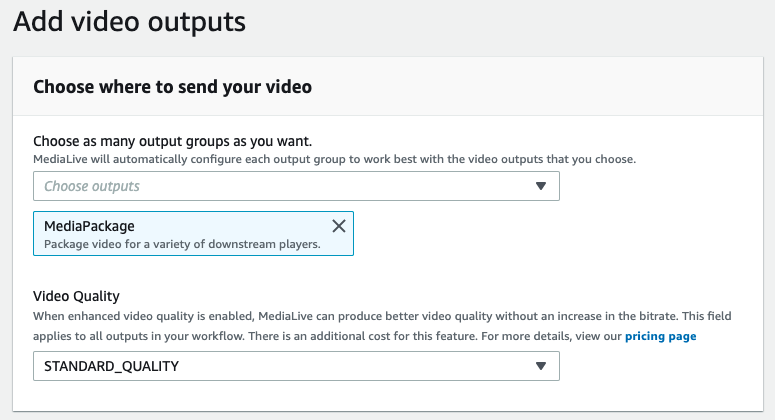 Add video outputs
Choose where to send your video
Choose as many output groups as you want.
MediaLive will automatically configure each output group to work best with the video outputs that you choose.
Choose outputs
MediaPackage
Package video for a variety of downstream players.
Video Quality
When enhanced video quality is enabled, MediaLive can produce better video quality without an increase in the bitrate. This field
applies to all outputs in your workflow. There is an additional cost for this feature. For more details, view our pricing page
STANDARD_QUALITY